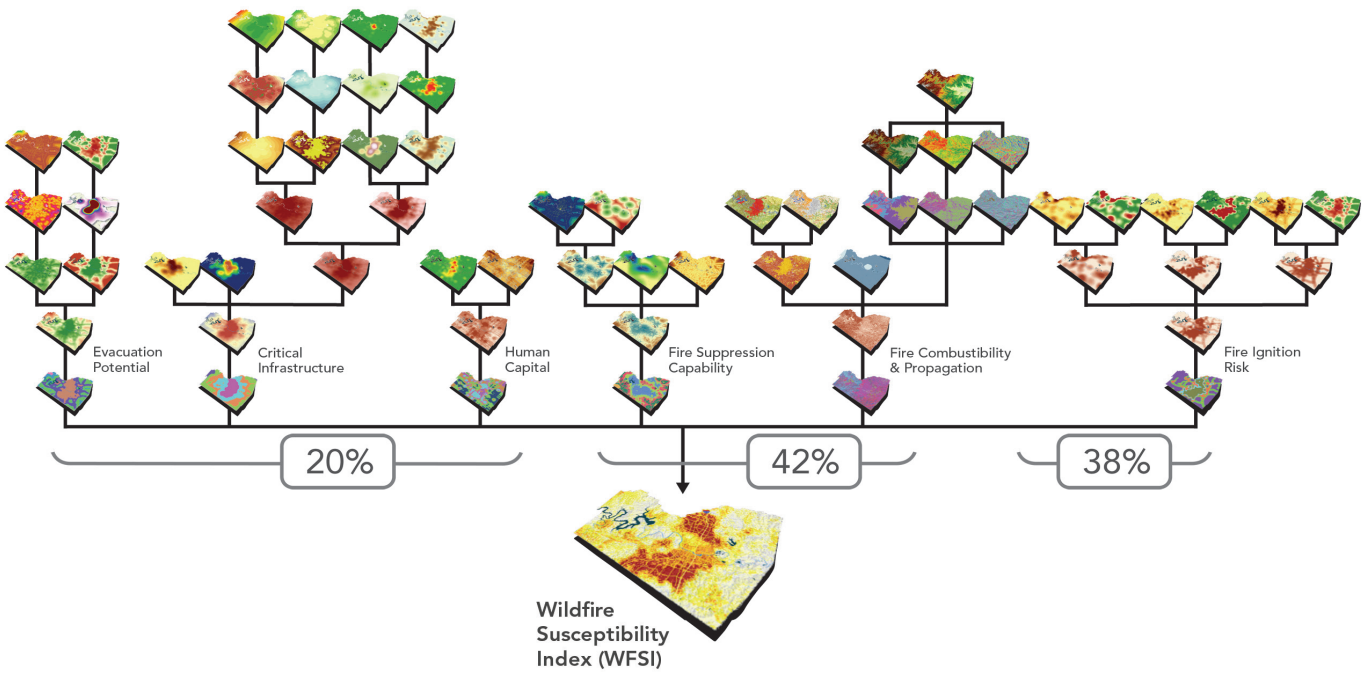 Evacuation
Potential
Critical
Infrastructure
Human
Capital
Fire Suppression
Capability
Fire Combustibility
& Propagation
Fire Ignition
Risk
20%
42%
38%
Wildfire
Susceptibility
Index (WFSI)